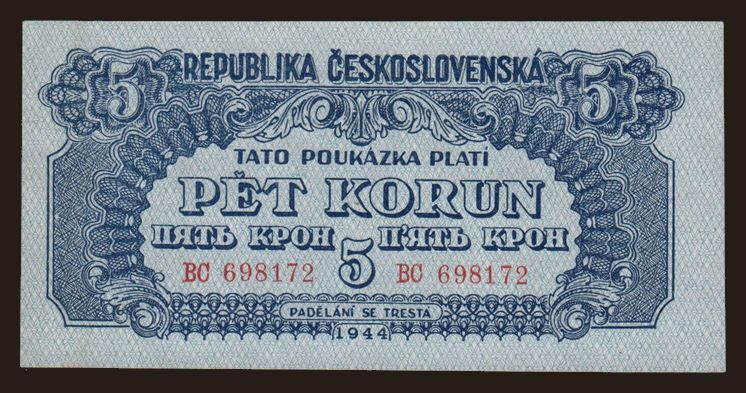 5 REPUBLIKA ČESKOSLOVENSKÁ 5
TATO POUKÁZKA PLATÍ
PĚT KORUN
ПЯТЬ КРОН П'ЯТЬ КРОН
BC 698172 5 BC 698172
PADĚLÁNÍ SE TRESTÁ
1944